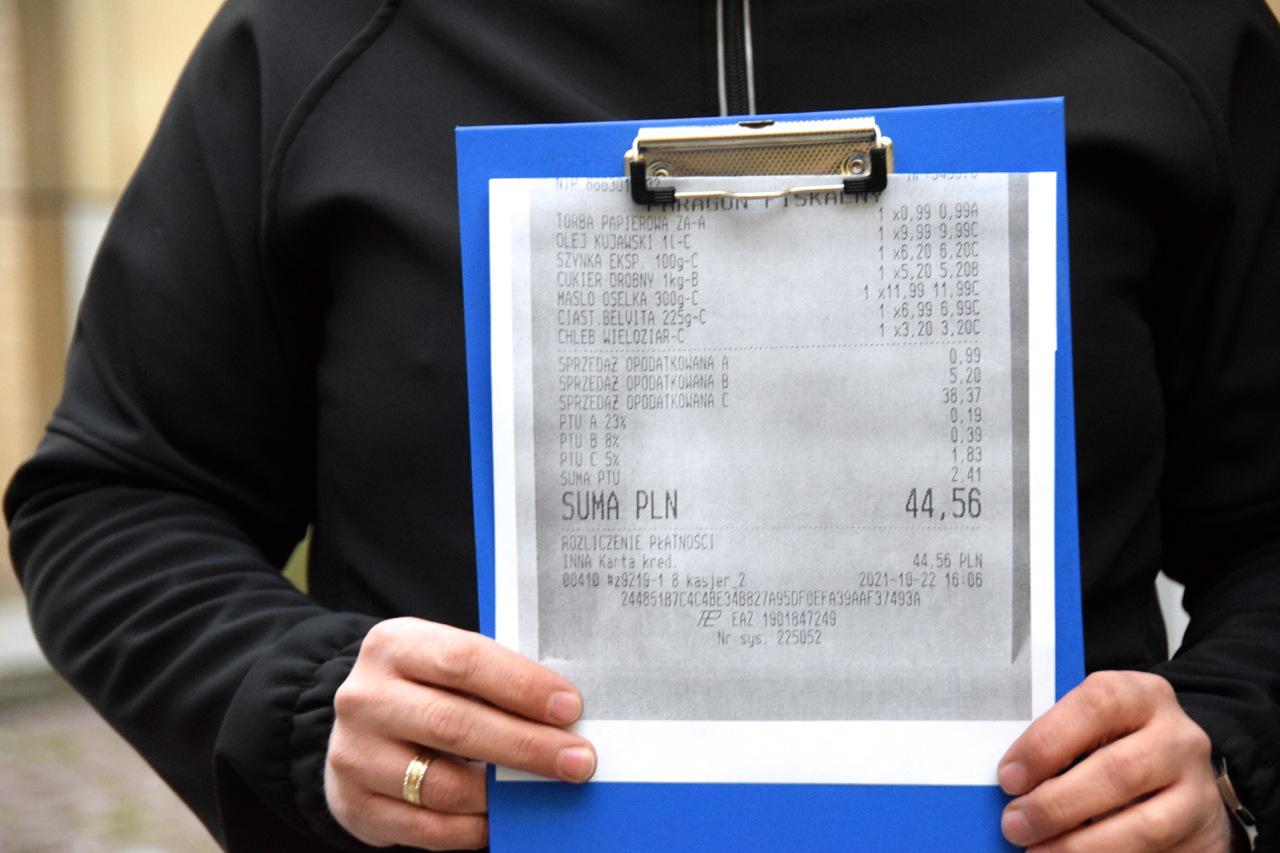 PARAGON FISKALNY
TORBA PAPIEROWA ZA-A 1 x0,99 0,99A
OLEJ KUJAWSKI 1l-C 1 x9,99 9,99C
SZYNKA EKSP. 100g-C 1 x6,20 6,20C
CUKIER DROBNY 1kg-B 1 x5,20 5,20B
MASLO OSELKA 300g-C 1 x11,99 11,99C
CIAST.BELVITA 225g-C 1 x6,99 6,99C
CHLEB WIELOZIAR-C 1 x3,20 3,20C
SPRZEDAŻ OPODATKOWANA A 0,99
SPRZEDAŻ OPODATKOWANA B 5,20
SPRZEDAŻ OPODATKOWANA C 38,37
PTU A 23% 0,19
PTU B 8% 0,39
PTU C 5% 1,83
SUMA PTU 2,41
SUMA PLN 44,56
ROZLICZENIE PŁATNOŚCI
INNA Karta kred. 44,56 PLN
00410 #z9219-1 8 kasjer_2 2021-10-22 16:06
244851B7C4C4BE34BB27A95DF0EFA39AAF37493A
EAZ 1901847249
Nr sys. 225052